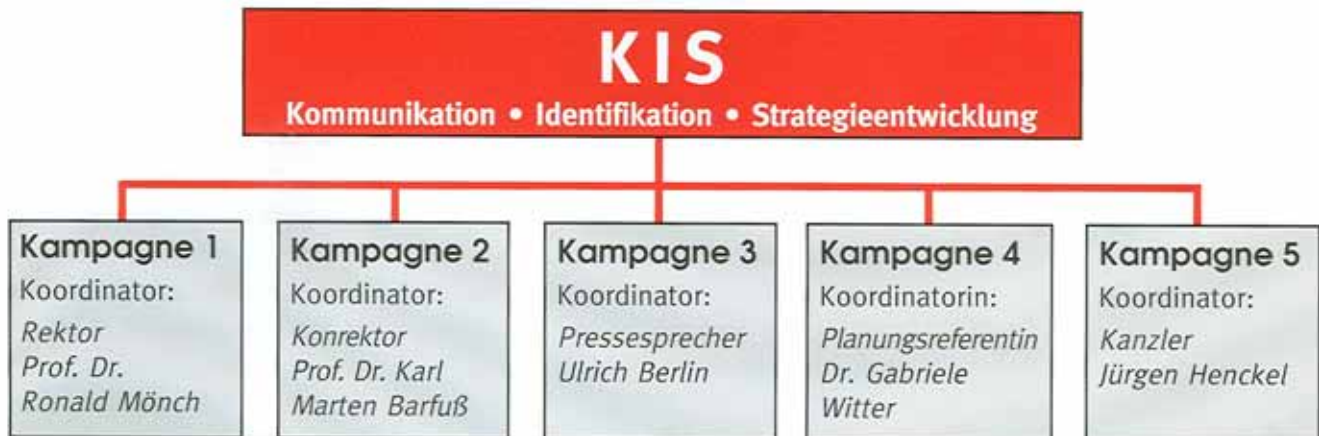 KIS
Kommunikation • Identifikation • Strategieentwicklung
Kampagne 1
Koordinator:
Rektor
Prof. Dr.
Ronald Mönch
Kampagne 2
Koordinator:
Konrektor
Prof. Dr. Karl
Marten Barfuß
Kampagne 3
Koordinator:
Pressesprecher
Ulrich Berlin
Kampagne 4
Koordinatorin:
Planungsreferentin
Dr. Gabriele
Witter
Kampagne 5
Koordinator:
Kanzler
Jürgen Henckel